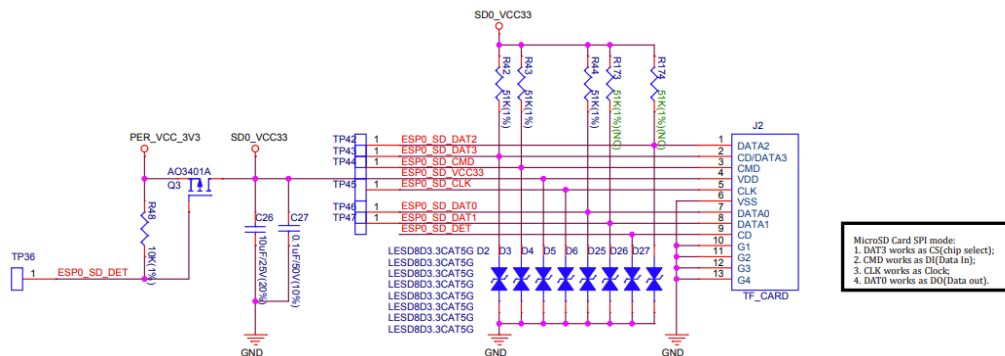 SD0_VCC33
R42
R43
R44
R173
R174
51K(1%)
51K(1%)
51K(1%)
51K(1%)(NC)
51K(1%)(NC)
J2
PER_VCC_3V3
SD0_VCC33
AO3401A
Q3
R48
10K(1%)
TP36
1
ESP0_SD_DET
C26
10uF/25V(20%)
C27
0.1uF/50V(10%)
GND
TP42 1 ESP0_SD_DAT2
TP43 1 ESP0_SD_DAT3
TP44 1 ESP0_SD_CMD
ESP0_SD_VCC33
TP45 1 ESP0_SD_CLK
TP46 1 ESP0_SD_DAT0
TP47 1 ESP0_SD_DAT1
ESP0_SD_DET
1 DATA2
2 CD/DATA3
3 CMD
4 VDD
5 CLK
6 VSS
7 DATA0
8 DATA1
9 CD
10 G1
11 G2
12 G3
13 G4
TF_CARD
LESD8D3.3CAT5G D2 D3 D4 D5 D6 D25 D26 D27
LESD8D3.3CAT5G
LESD8D3.3CAT5G
LESD8D3.3CAT5G
LESD8D3.3CAT5G
LESD8D3.3CAT5G
LESD8D3.3CAT5G
LESD8D3.3CAT5G
GND
GND
MicroSD Card SPI mode:
1. DAT3 works as CS(chip select);
2. CMD works as DI(Data In);
3. CLK works as Clock;
4. DAT0 works as DO(Data out).